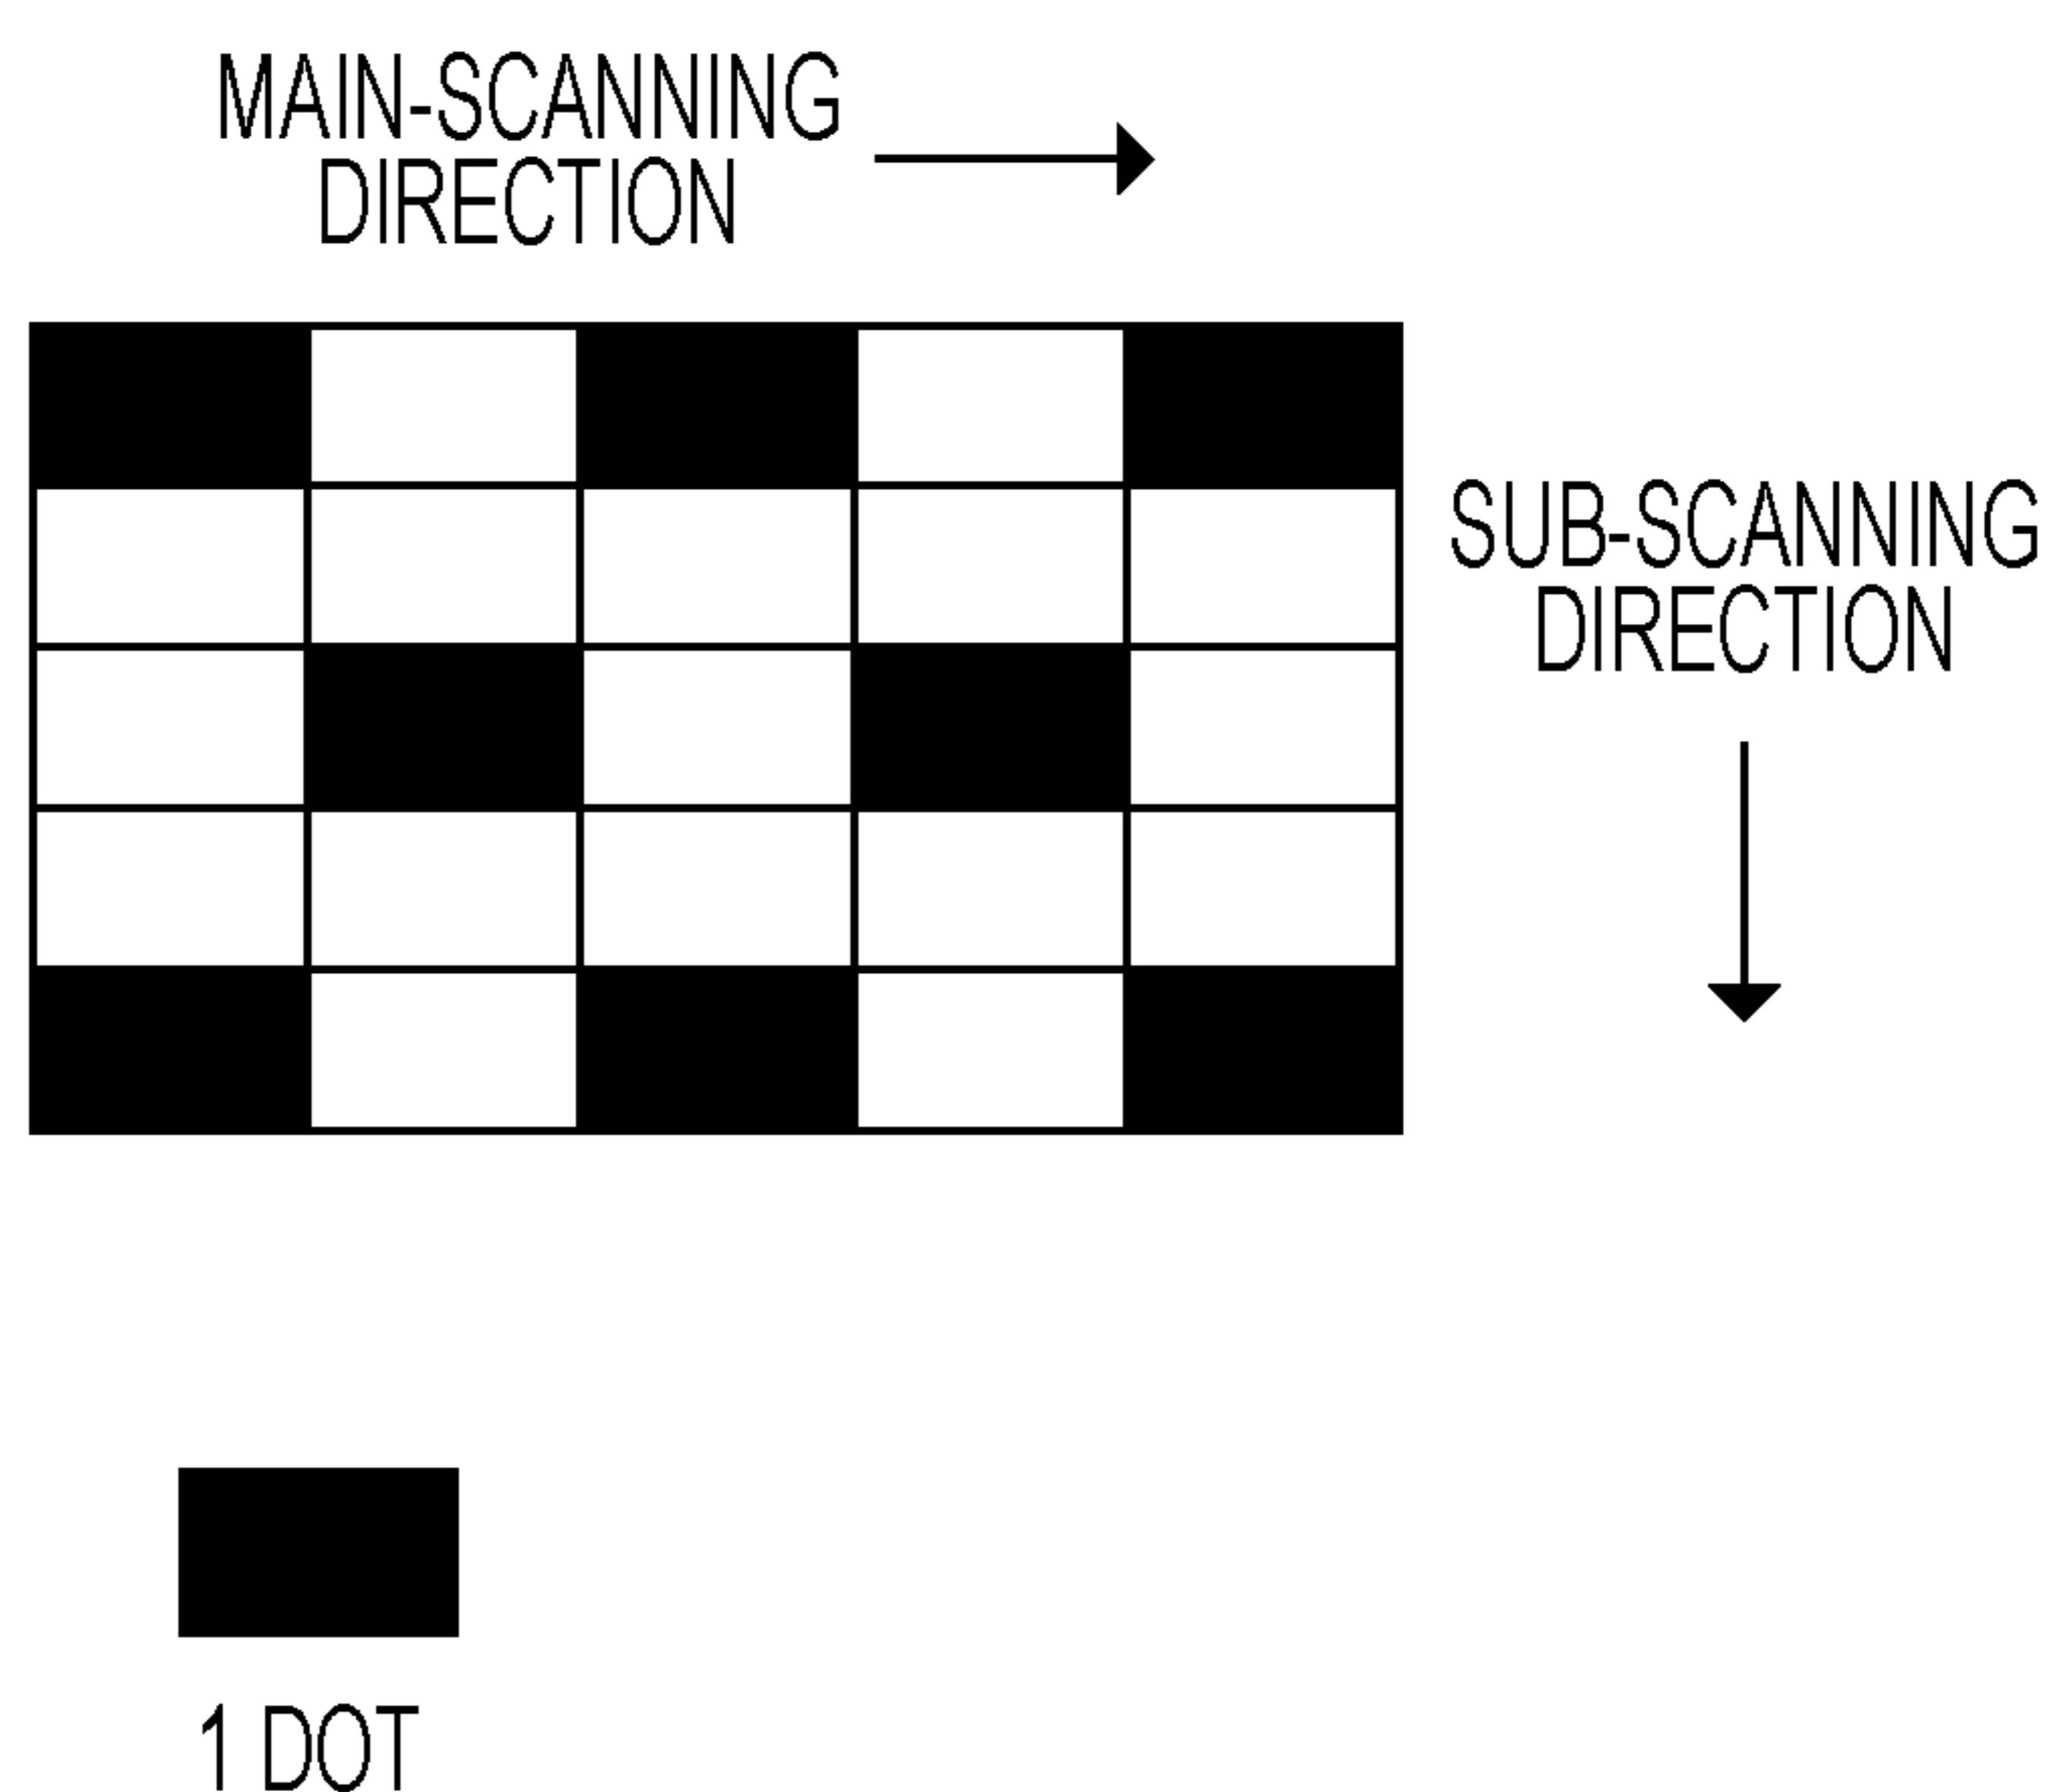 MAIN-SCANNING
DIRECTION
SUB-SCANNING
DIRECTION
1 DOT